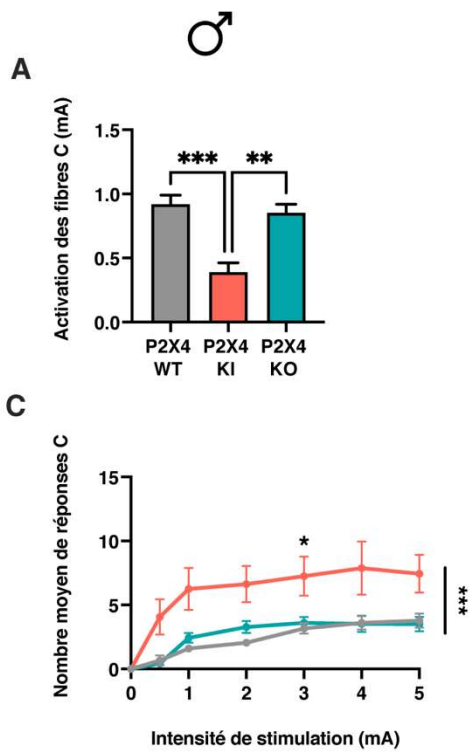 ♂
A
Activation des fibres C (mA)
1.5
1.0
0.5
0.0
*** **
P2X4 P2X4 P2X4
WT KI KO
C
Nombre moyen de réponses C
15
10
5
0
*
***
0 1 2 3 4 5
Intensité de stimulation (mA)